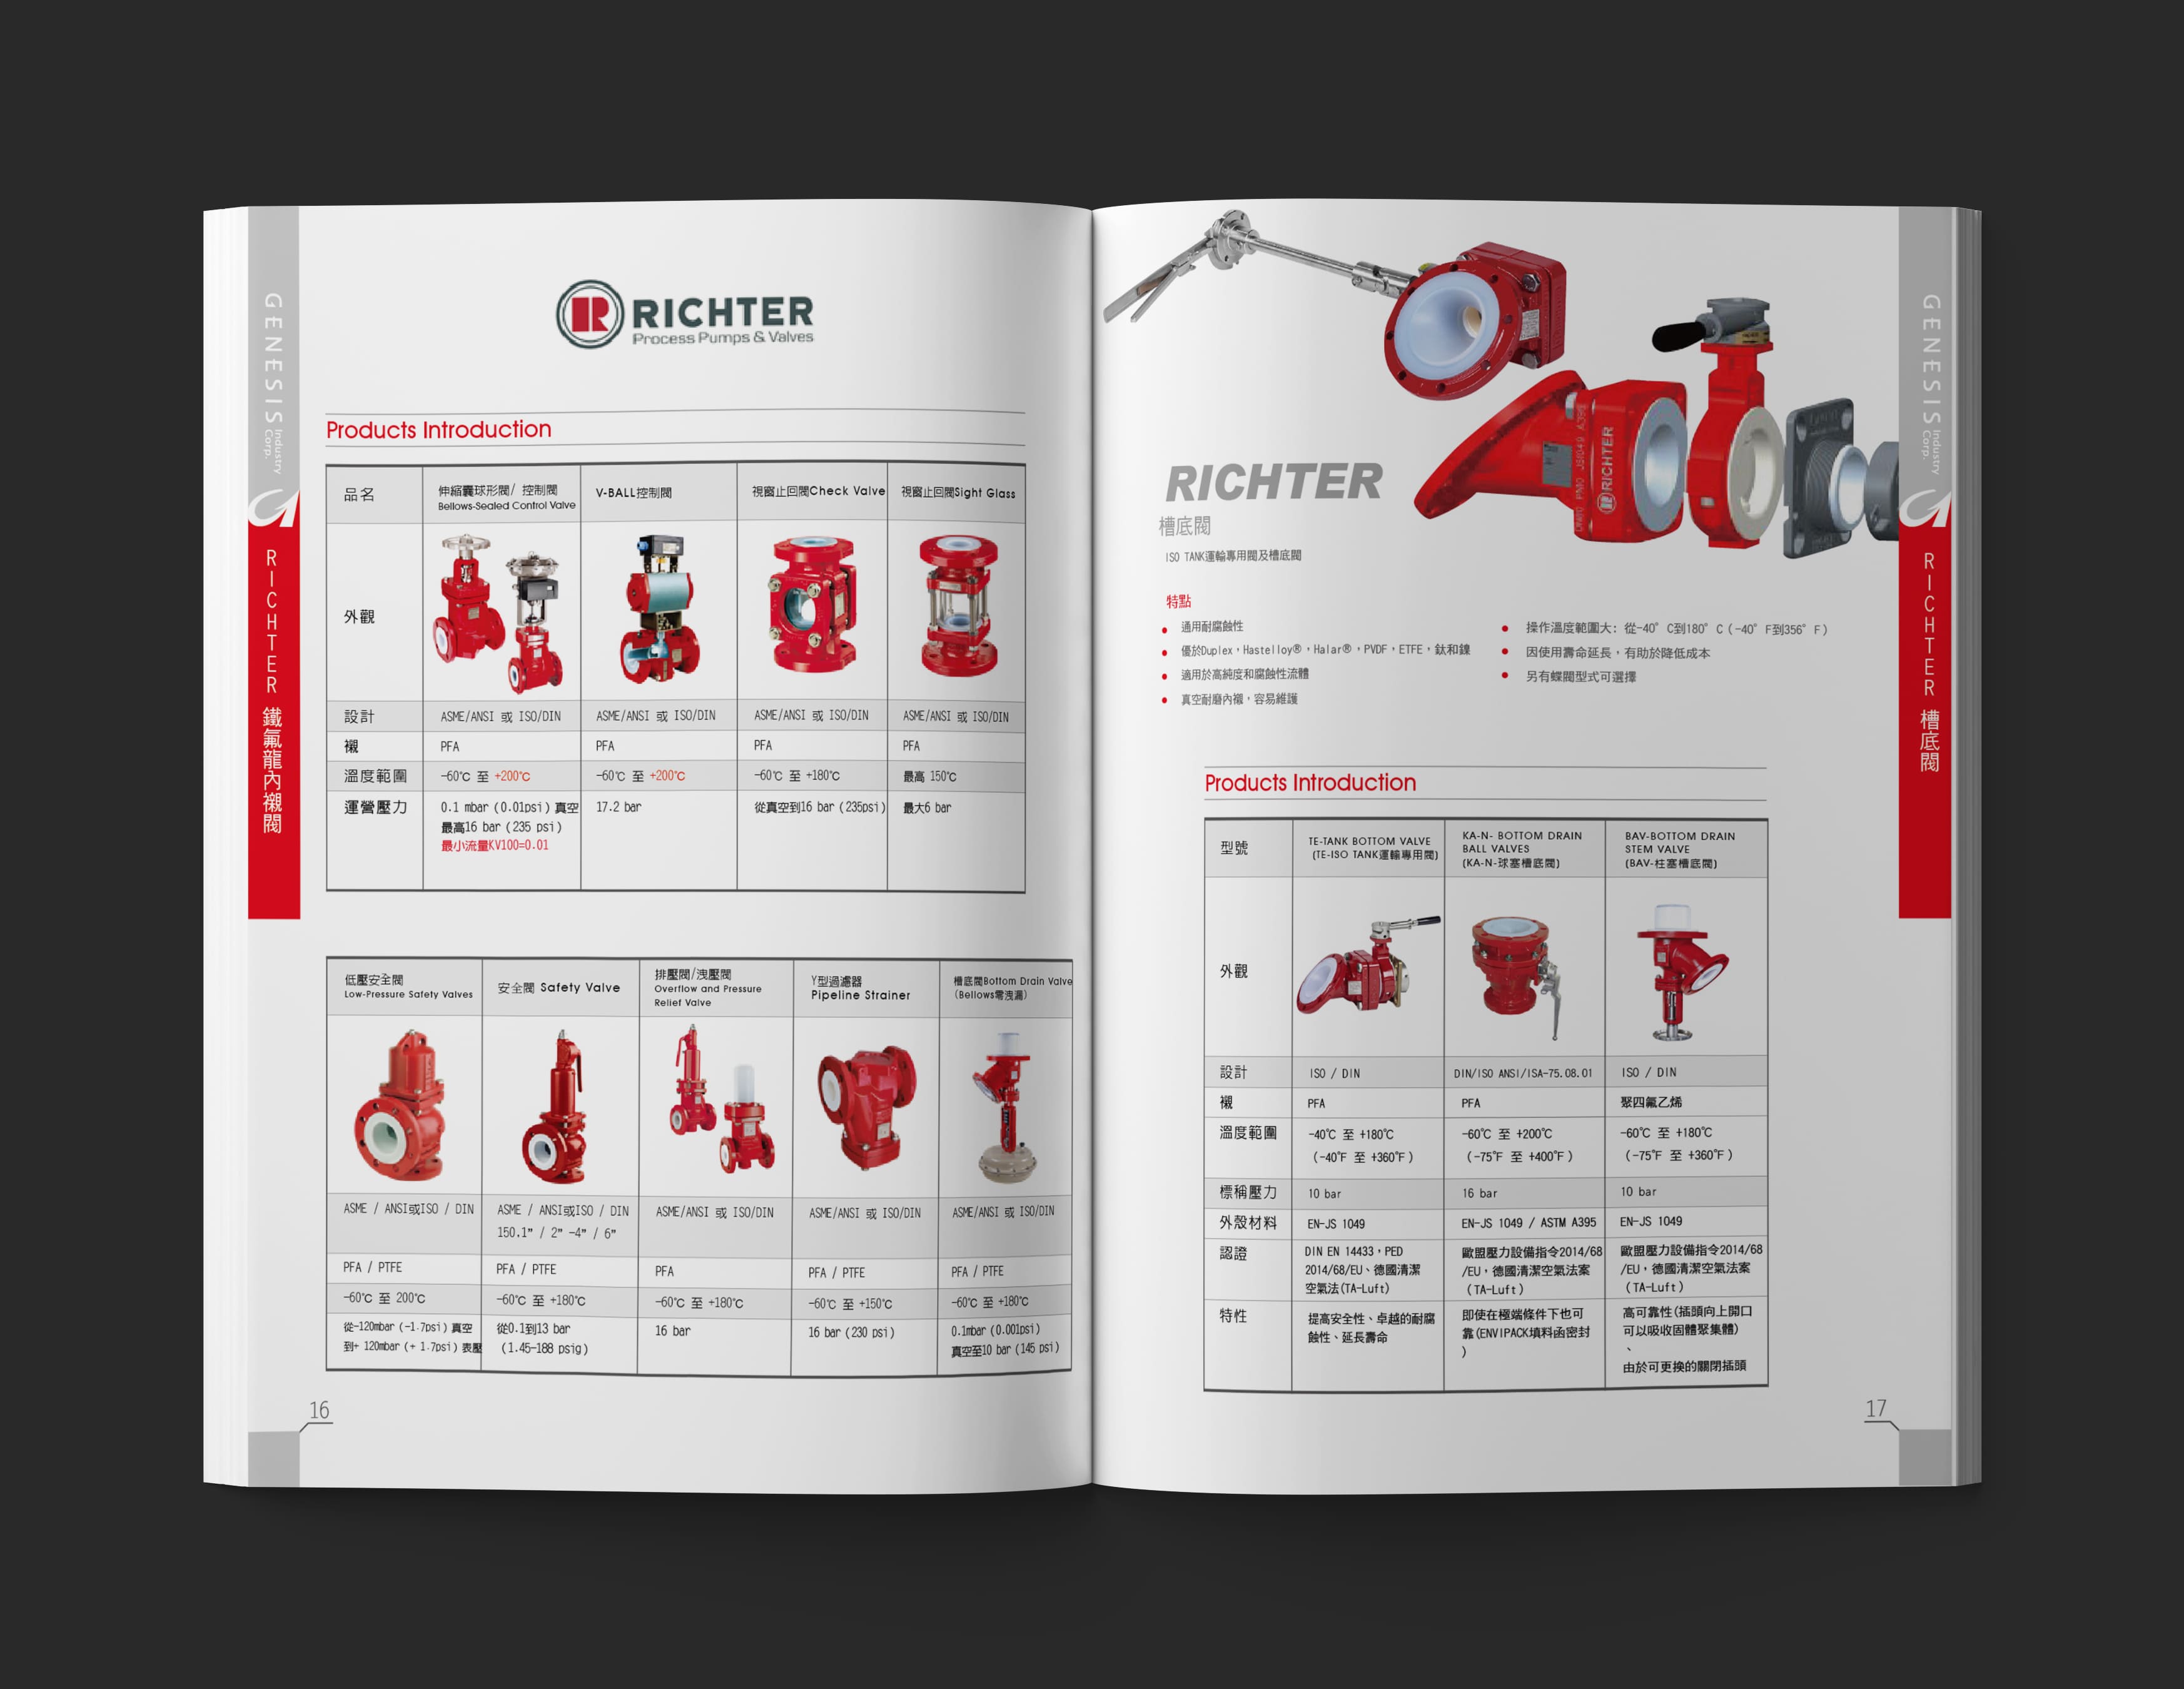 GENESIS Industry Corp.
RICHTER 鐵氟龍內襯閥
RICHTER
Process Pumps & Valves
Products Introduction
品名
伸縮囊球形閥/ 控制閥
Bellows-Sealed Control Valve
V-BALL控制閥
視窗止回閥Check Valve
視窗止回閥Sight Glass
外觀
設計
ASME/ANSI 或 ISO/DIN
ASME/ANSI 或 ISO/DIN
ASME/ANSI 或 ISO/DIN
ASME/ANSI 或 ISO/DIN
襯
PFA
PFA
PFA
PFA
溫度範圍
-60℃ 至 +200℃
-60℃ 至 +200℃
-60℃ 至 +180℃
最高 150℃
運營壓力
0.1 mbar (0.01psi) 真空
最高16 bar (235 psi)
最小流量KV100=0.01
17.2 bar
從真空到16 bar (235psi)
最大6 bar
低壓安全閥
Low-Pressure Safety Valves
安全閥 Safety Valve
排壓閥/洩壓閥
Overflow and Pressure
Relief Valve
Y型過濾器
Pipeline Strainer
槽底閥Bottom Drain Valve
(Bellows零洩漏)
ASME / ANSI或ISO / DIN
ASME / ANSI或ISO / DIN
150.1” / 2” -4” / 6”
ASME/ANSI 或 ISO/DIN
ASME/ANSI 或 ISO/DIN
ASME/ANSI 或 ISO/DIN
PFA / PTFE
PFA / PTFE
PFA
PFA / PTFE
PFA / PTFE
-60℃ 至 200℃
-60℃ 至 +180℃
-60℃ 至 +180℃
-60℃ 至 +150℃
-60℃ 至 +180℃
從-120mbar (-1.7psi) 真空
到+ 120mbar (+ 1.7psi) 表壓
從0.1到13 bar
(1.45-188 psig)
16 bar
16 bar (230 psi)
0.1mbar (0.001psi)
真空至10 bar (145 psi)
16
RICHTER
RICHTER
槽底閥
ISO TANK運輸專用閥及槽底閥
特點
通用耐腐蝕性
優於Duplex，Hastelloy®，Halar®，PVDF，ETFE，鈦和鎳
適用於高純度和腐蝕性流體
真空耐磨內襯，容易維護
操作溫度範圍大: 從-40° C到180° C (-40° F到356° F)
因使用壽命延長，有助於降低成本
另有蝶閥型式可選擇
Products Introduction
型號
TE-TANK BOTTOM VALVE
(TE-ISO TANK運輸專用閥)
KA-N- BOTTOM DRAIN
BALL VALVES
(KA-N-球塞槽底閥)
BAV-BOTTOM DRAIN
STEM VALVE
(BAV-柱塞槽底閥)
外觀
設計
ISO / DIN
DIN/ISO ANSI/ISA-75.08.01
ISO / DIN
襯
PFA
PFA
聚四氟乙烯
溫度範圍
-40℃ 至 +180℃
(-40℉ 至 +360℉)
-60℃ 至 +200℃
(-75℉ 至 +400℉)
-60℃ 至 +180℃
(-75℉ 至 +360℉)
標稱壓力
10 bar
16 bar
10 bar
外殼材料
EN-JS 1049
EN-JS 1049 / ASTM A395
EN-JS 1049
認證
DIN EN 14433，PED
2014/68/EU、德國清潔
空氣法(TA-Luft)
歐盟壓力設備指令2014/68
/EU，德國清潔空氣法案
(TA-Luft)
歐盟壓力設備指令2014/68
/EU，德國清潔空氣法案
(TA-Luft)
特性
提高安全性、卓越的耐腐
蝕性、延長壽命
即使在極端條件下也可
靠(ENVIPACK填料函密封
)
高可靠性(插頭向上開口
可以吸收固體聚集體)
、
由於可更換的關閉插頭
17
GENESIS Industry Corp.
RICHTER 槽底閥